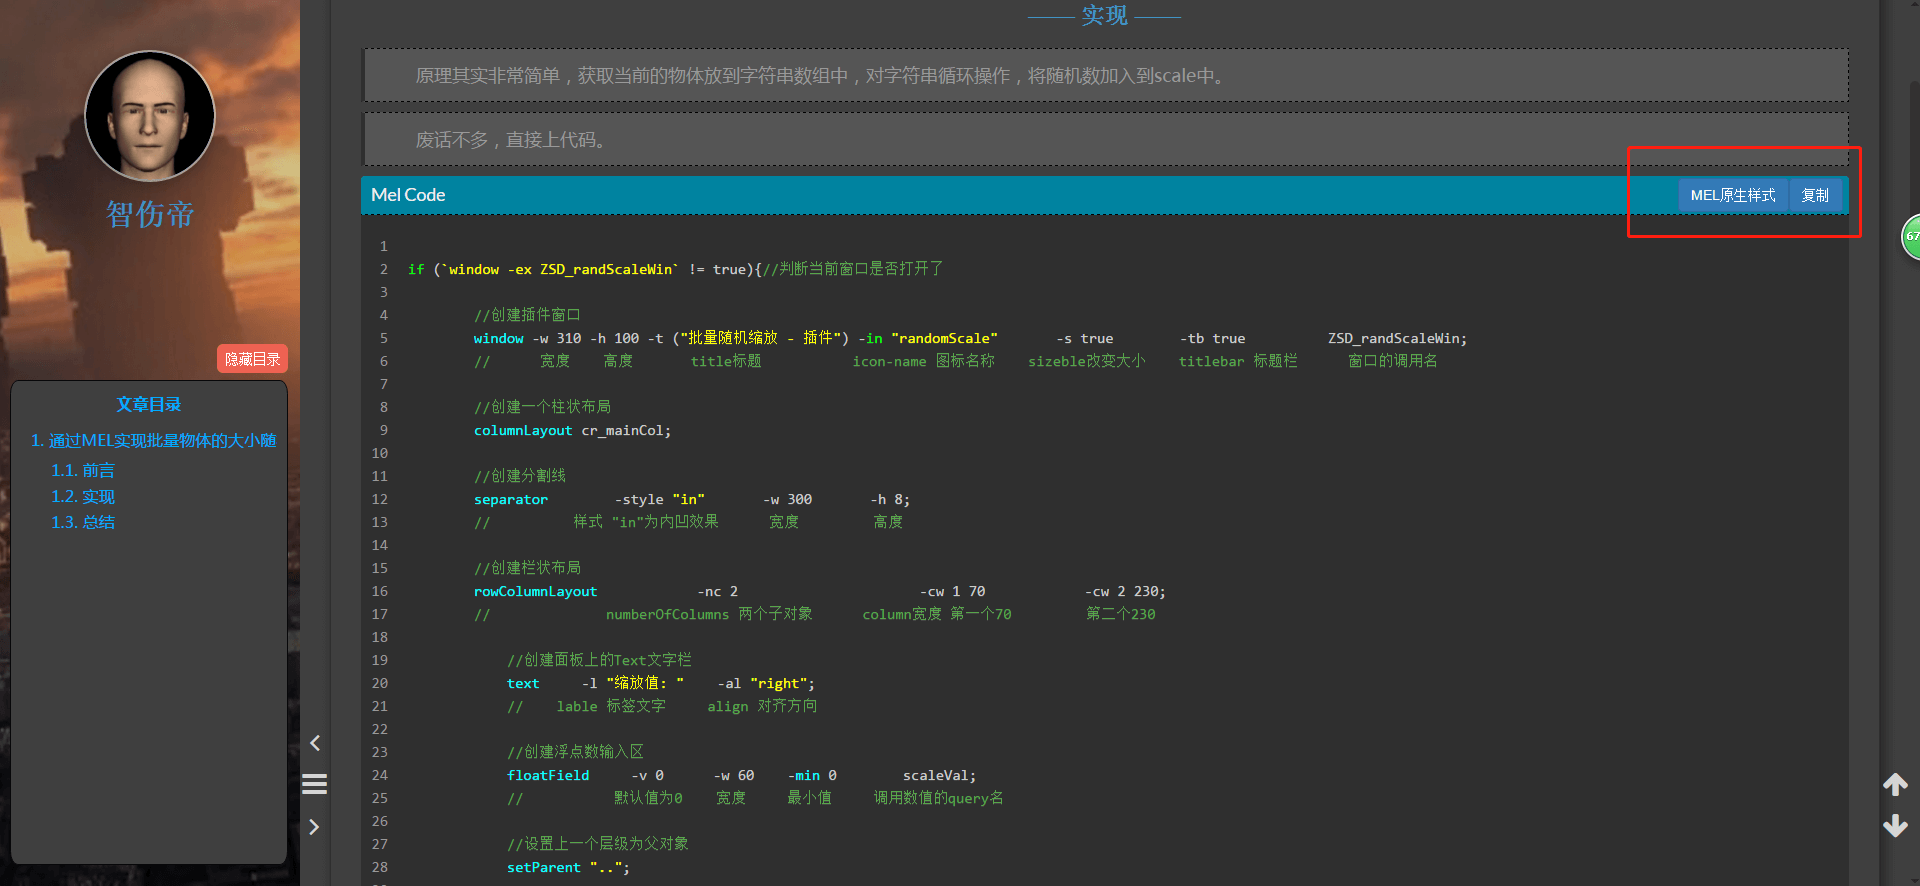 实现
原理其实非常简单，获取当前的物体放到字符串数组中，对字符串循环操作，将随机数加入到scale中。
废话不多，直接上代码。
Mel Code
MEL原生样式 复制
智伤帝
隐藏目录
文章目录
1. 通过MEL实现批量物体的大小随
1.1. 前言
1.2. 实现
1.3. 总结
67
1
2 if (`window -ex ZSD_randScaleWin` != true){//判断当前窗口是否打开了
3
4 //创建插件窗口
5 window -w 310 -h 100 -t ("批量随机缩放 - 插件") -in "randomScale" -s true -tb true ZSD_randScaleWin;
6 // 宽度 高度 title标题 icon-name 图标名称 sizeble改变大小 titlebar 标题栏 窗口的调用名
7
8 //创建一个柱状布局
9 columnLayout cr_mainCol;
10
11 //创建分割线
12 separator -style "in" -w 300 -h 8;
13 // 样式 "in"为内凹效果 宽度 高度
14
15 //创建栏状布局
16 rowColumnLayout -nc 2 -cw 1 70 -cw 2 230;
17 // numberOfColumns 两个子对象 column宽度 第一个70 第二个230
18
19 //创建面板上的Text文字栏
20 text -l "缩放值: " -al "right";
21 // lable 标签文字 align 对齐方向
22
23 //创建浮点数输入区
24 floatField -v 0 -w 60 -min 0 scaleVal;
25 // 默认值为0 宽度 最小值 调用数值的query名
26
27 //设置上一个层级为父对象
28 setParent "..";